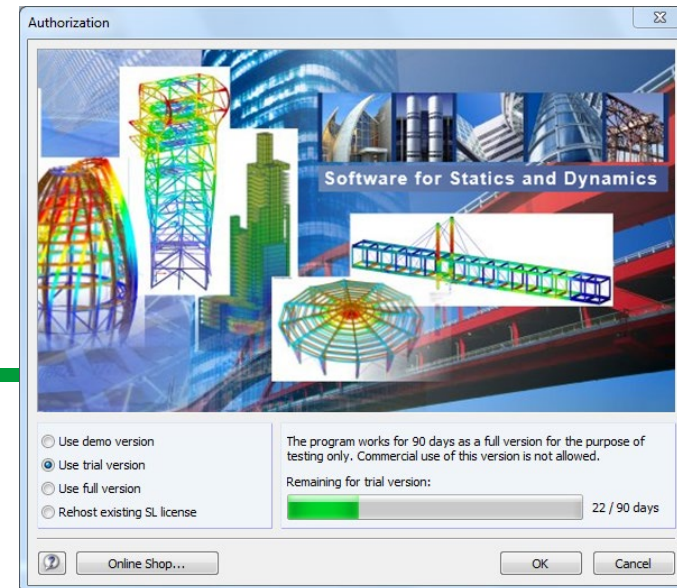 Authorization
Software for Statics and Dynamics
Use demo version
Use trial version
Use full version
Rehost existing SL license
The program works for 90 days as a full version for the purpose of
testing only. Commercial use of this version is not allowed.
Remaining for trial version:
22 / 90 days
Online Shop...
OK
Cancel